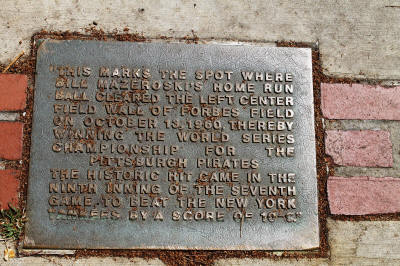 "THIS MARKS THE SPOT WHERE
BILL MAZEROSKI'S HOME RUN
BALL CLEARED THE LEFT CENTER
FIELD WALL OF FORBES FIELD
ON OCTOBER 13, 1960, THEREBY
WINNING THE WORLD SERIES
CHAMPIONSHIP FOR THE
PITTSBURGH PIRATES.
THE HISTORIC HIT CAME IN THE
NINTH INNING OF THE SEVENTH
GAME, TO BEAT THE NEW YORK
YANKEES BY A SCORE OF 10-9."